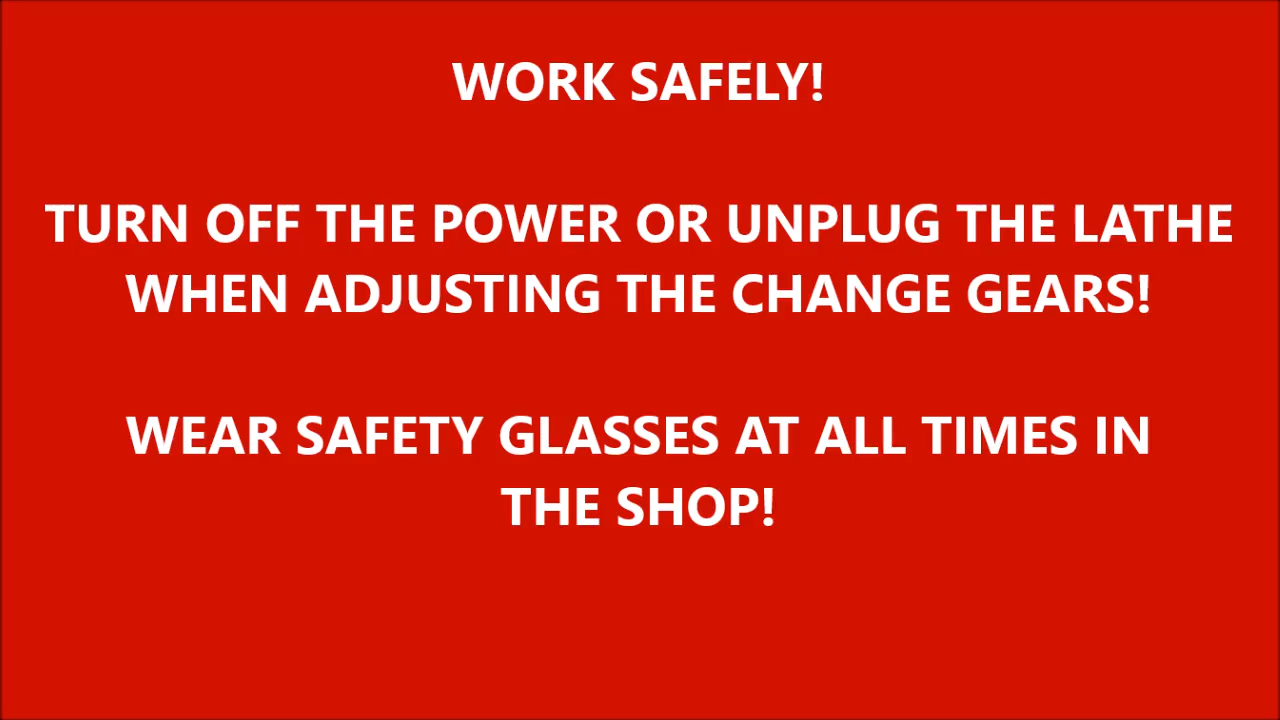 WORK SAFELY!
TURN OFF THE POWER OR UNPLUG THE LATHE
WHEN ADJUSTING THE CHANGE GEARS!
WEAR SAFETY GLASSES AT ALL TIMES IN
THE SHOP!